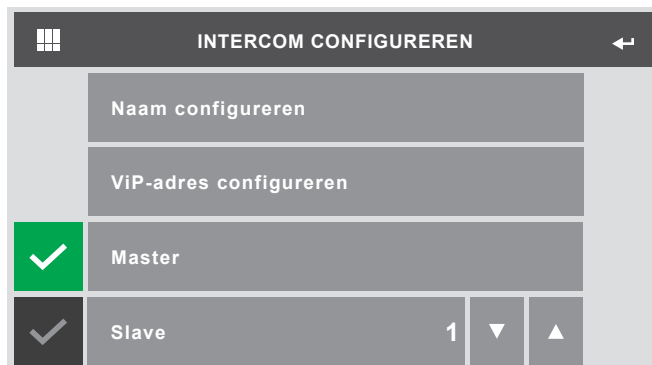 INTERCOM CONFIGUREREN
Naam configureren
ViP-adres configureren
Master
Slave 1